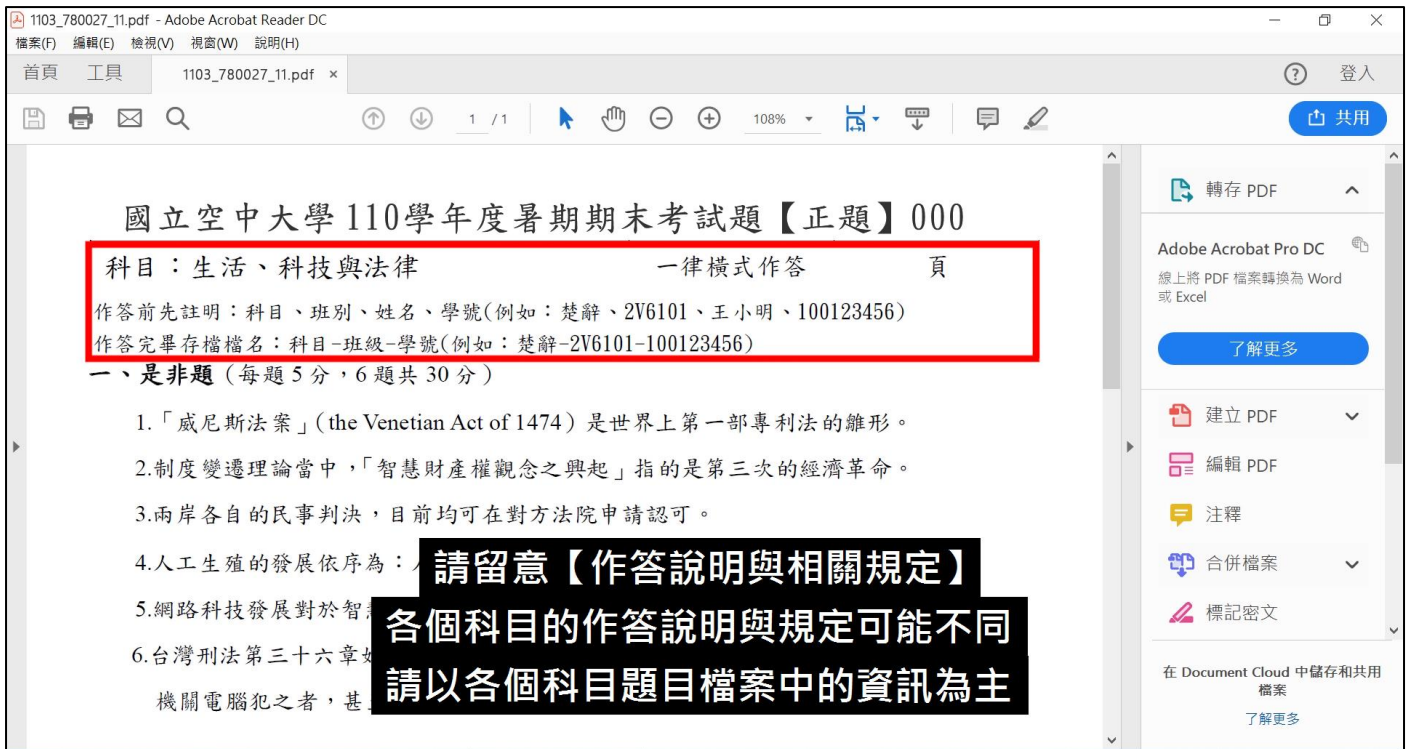 1103_780027_11.pdf - Adobe Acrobat Reader DC
檔案(F) 編輯(E) 檢視(V) 視窗(W) 說明(H)
首頁 工具 1103_780027_11.pdf × ? 登入
1 / 1 108% 共用
國立空中大學110學年度暑期期末考試題【正題】000
科目：生活、科技與法律 一律橫式作答 頁
作答前先註明：科目、班別、姓名、學號(例如：楚辭、2V6101、王小明、100123456)
作答完畢存檔檔名：科目-班級-學號(例如：楚辭-2V6101-100123456)
一、是非題（每題5分，6題共30分）
1.「威尼斯法案」（the Venetian Act of 1474）是世界上第一部專利法的雛形。
2.制度變遷理論當中，「智慧財產權觀念之興起」指的是第三次的經濟革命。
3.兩岸各自的民事判決，目前均可在對方法院申請認可。
4.人工生殖的發展依序為：
5.網路科技發展對於智
6.台灣刑法第三十六章
機關電腦犯之者，甚
請留意【作答說明與相關規定】
各個科目的作答說明與規定可能不同
請以各個科目題目檔案中的資訊為主
轉存 PDF
Adobe Acrobat Pro DC
線上將 PDF 檔案轉換為 Word
或 Excel
了解更多
建立 PDF
編輯 PDF
注釋
合併檔案
標記密文
在 Document Cloud 中儲存和共用
檔案
了解更多